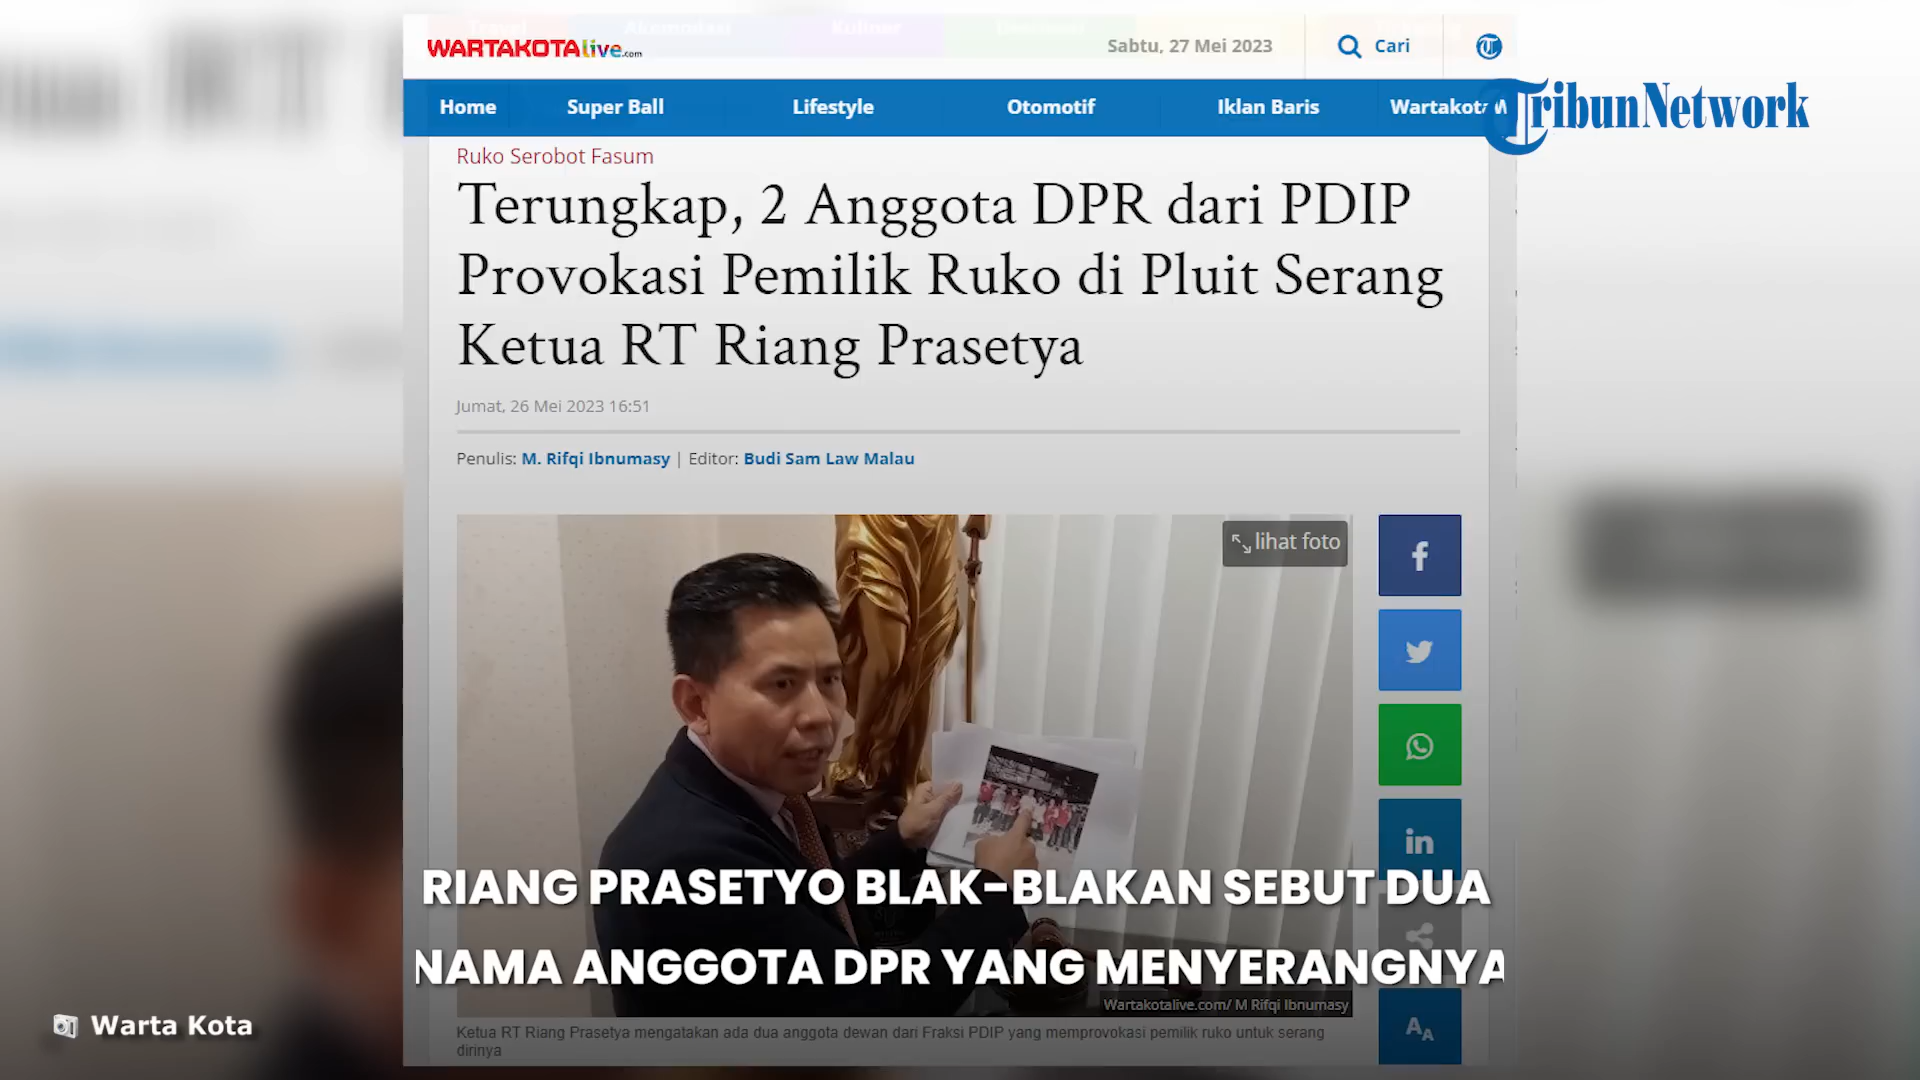 WARTAKOTAlive.com
Sabtu, 27 Mei 2023
Cari
TribunNetwork
Home
Super Ball
Lifestyle
Otomotif
Iklan Baris
Ruko Serobot Fasum
Terungkap, 2 Anggota DPR dari PDIP
Provokasi Pemilik Ruko di Pluit Serang
Ketua RT Riang Prasetya
Jumat, 26 Mei 2023 16:51
Penulis: M. Rifqi Ibnumasy | Editor: Budi Sam Law Malau
lihat foto
RIANG PRASETYO BLAK-BLAKAN SEBUT DUA
NAMA ANGGOTA DPR YANG MENYERANGNYA
Wartakotalive.com/ M Rifqi Ibnumasy
Warta Kota
Ketua RT Riang Prasetya mengatakan ada dua anggota dewan dari Fraksi PDIP yang memprovokasi pemilik ruko untuk serang
dirinya